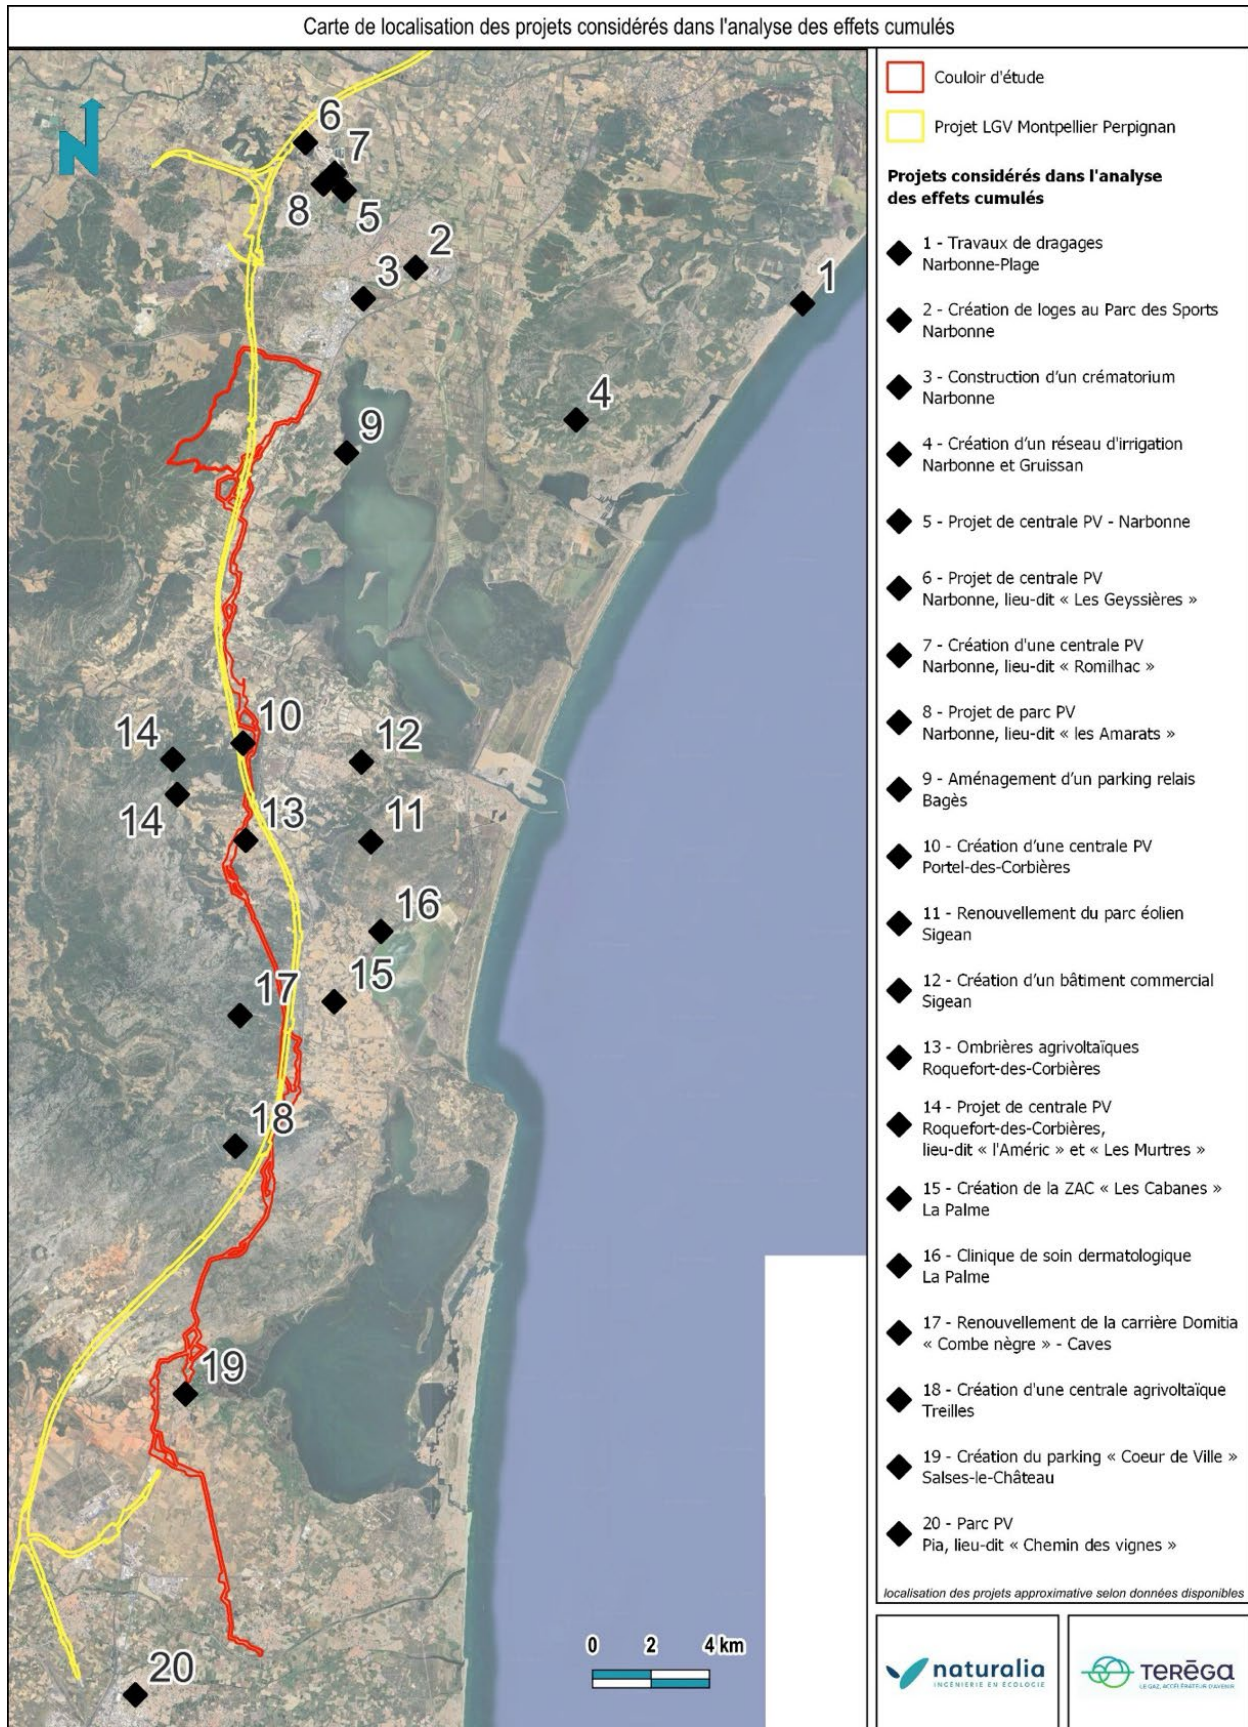 Carte de localisation des projets considérés dans l'analyse des effets cumulés
N
6
7
8
5
2
3
1
4
9
10
14
12
14
13
11
16
17
15
18
19
20
0 2 4 km
Couloir d'étude
Projet LGV Montpellier Perpignan
Projets considérés dans l'analyse
des effets cumulés
1 - Travaux de dragages
Narbonne-Plage
2 - Création de loges au Parc des Sports
Narbonne
3 - Construction d'un crématorium
Narbonne
4 - Création d'un réseau d'irrigation
Narbonne et Gruissan
5 - Projet de centrale PV - Narbonne
6 - Projet de centrale PV
Narbonne, lieu-dit « Les Geyssières »
7 - Création d'une centrale PV
Narbonne, lieu-dit « Romilhac »
8 - Projet de parc PV
Narbonne, lieu-dit « les Amarats »
9 - Aménagement d'un parking relais
Bagès
10 - Création d'une centrale PV
Portel-des-Corbières
11 - Renouvellement du parc éolien
Sigean
12 - Création d'un bâtiment commercial
Sigean
13 - Ombrières agrivoltaïques
Roquefort-des-Corbières
14 - Projet de centrale PV
Roquefort-des-Corbières,
lieu-dit « l'Améric » et « Les Murtres »
15 - Création de la ZAC « Les Cabanes »
La Palme
16 - Clinique de soin dermatologique
La Palme
17 - Renouvellement de la carrière Domitia
« Combe nègre » - Caves
18 - Création d'une centrale agrivoltaïque
Treilles
19 - Création du parking « Coeur de Ville »
Salses-le-Château
20 - Parc PV
Pia, lieu-dit « Chemin des vignes »
localisation des projets approximative selon données disponibles
naturalia
INGÉNIERIE EN ÉCOLOGIE
TERĒGA
LE GAZ, ACCÉLÉRATEUR D'AVENIR